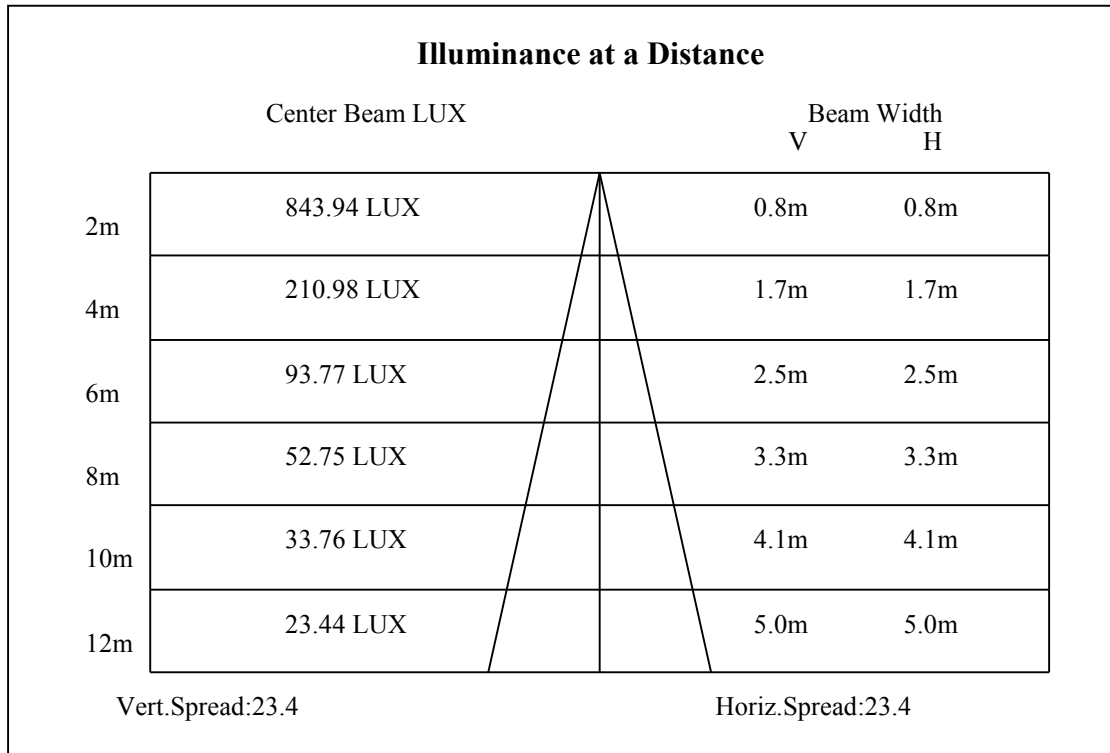 Illuminance at a Distance
Center Beam LUX Beam Width
V H
2m 843.94 LUX 0.8m 0.8m
4m 210.98 LUX 1.7m 1.7m
6m 93.77 LUX 2.5m 2.5m
8m 52.75 LUX 3.3m 3.3m
10m 33.76 LUX 4.1m 4.1m
12m 23.44 LUX 5.0m 5.0m
Vert.Spread:23.4 Horiz.Spread:23.4